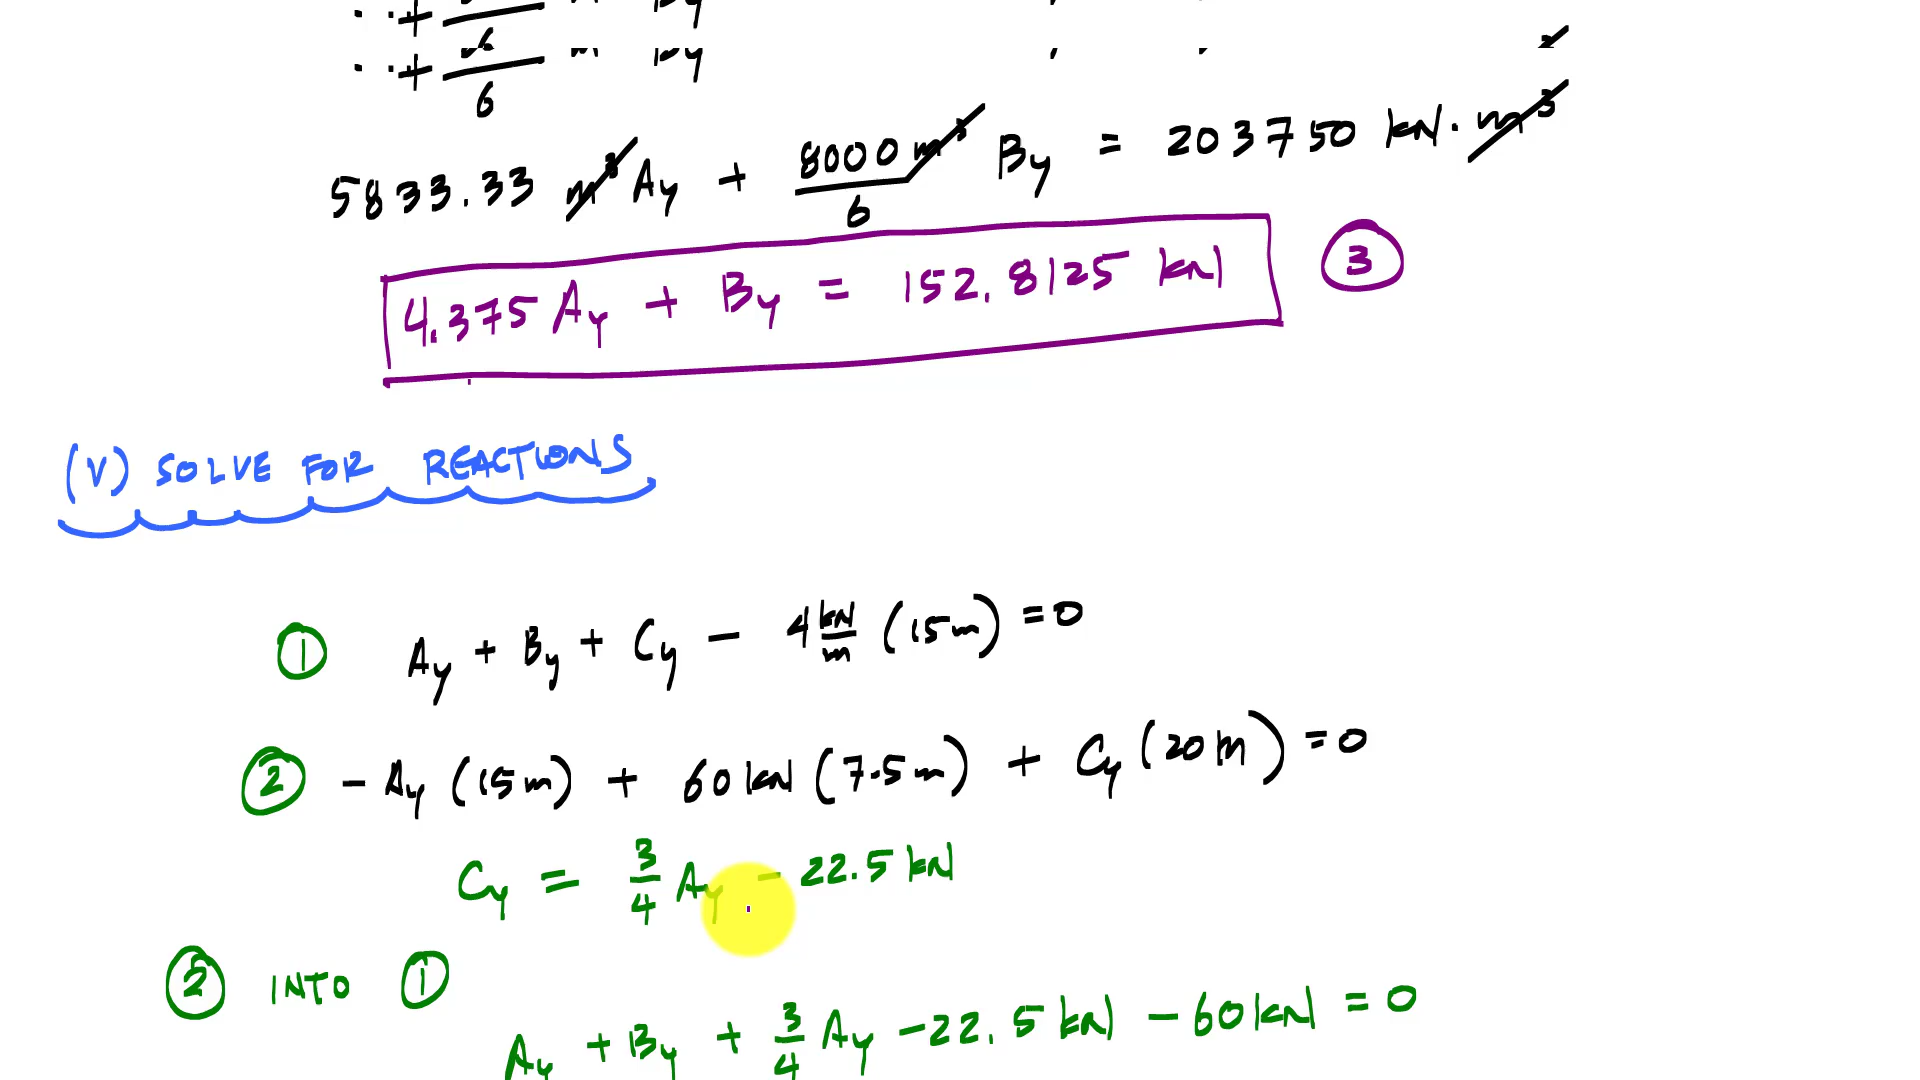 6
5833.33 m³ Ay + 8000 m³/6 By = 203750 kN·m³
4.375 Ay + By = 152.8125 kN ③
(V) SOLVE FOR REACTIONS
① Ay + By + Cy - 4 kN/m (15m) = 0
② - Ay (15m) + 60 kN (7.5m) + Cy (20m) = 0
Cy = 3/4 Ay - 22.5 kN
② INTO ①
Ay + By + 3/4 Ay - 22.5 kN - 60 kN = 0